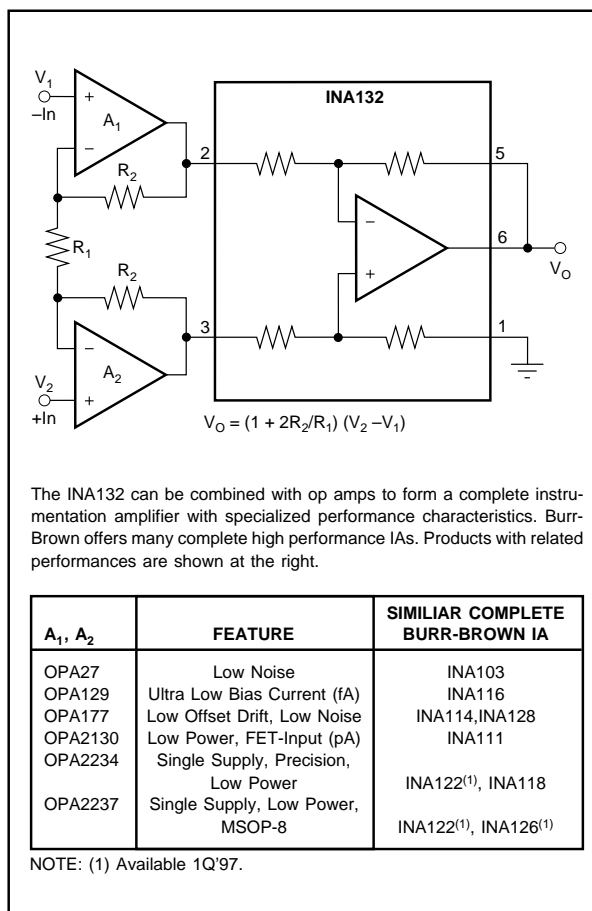 INA132
V₁
–In
A₁
R₂
R₁
R₂
A₂
V₂
+In
2
3
5
6
1
V_O
V_O = (1 + 2R₂/R₁) (V₂ –V₁)
The INA132 can be combined with op amps to form a complete instru-
mentation amplifier with specialized performance characteristics. Burr-
Brown offers many complete high performance IAs. Products with related
performances are shown at the right.
A₁, A₂ FEATURE SIMILIAR COMPLETE
BURR-BROWN IA
OPA27 Low Noise INA103
OPA129 Ultra Low Bias Current (fA) INA116
OPA177 Low Offset Drift, Low Noise INA114,INA128
OPA2130 Low Power, FET-Input (pA) INA111
OPA2234 Single Supply, Precision,
Low Power INA122⁽¹⁾, INA118
OPA2237 Single Supply, Low Power,
MSOP-8 INA122⁽¹⁾, INA126⁽¹⁾
NOTE: (1) Available 1Q'97.